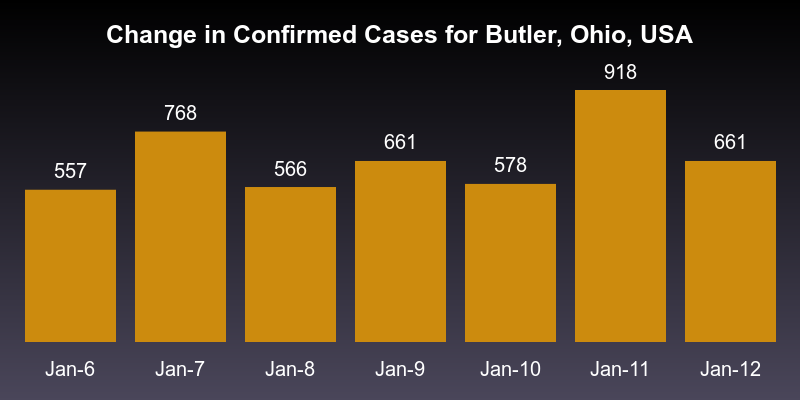 Change in Confirmed Cases for Butler, Ohio, USA
918
768
661
661
578
566
557
Jan-6
Jan-7
Jan-8
Jan-9
Jan-10
Jan-11
Jan-12